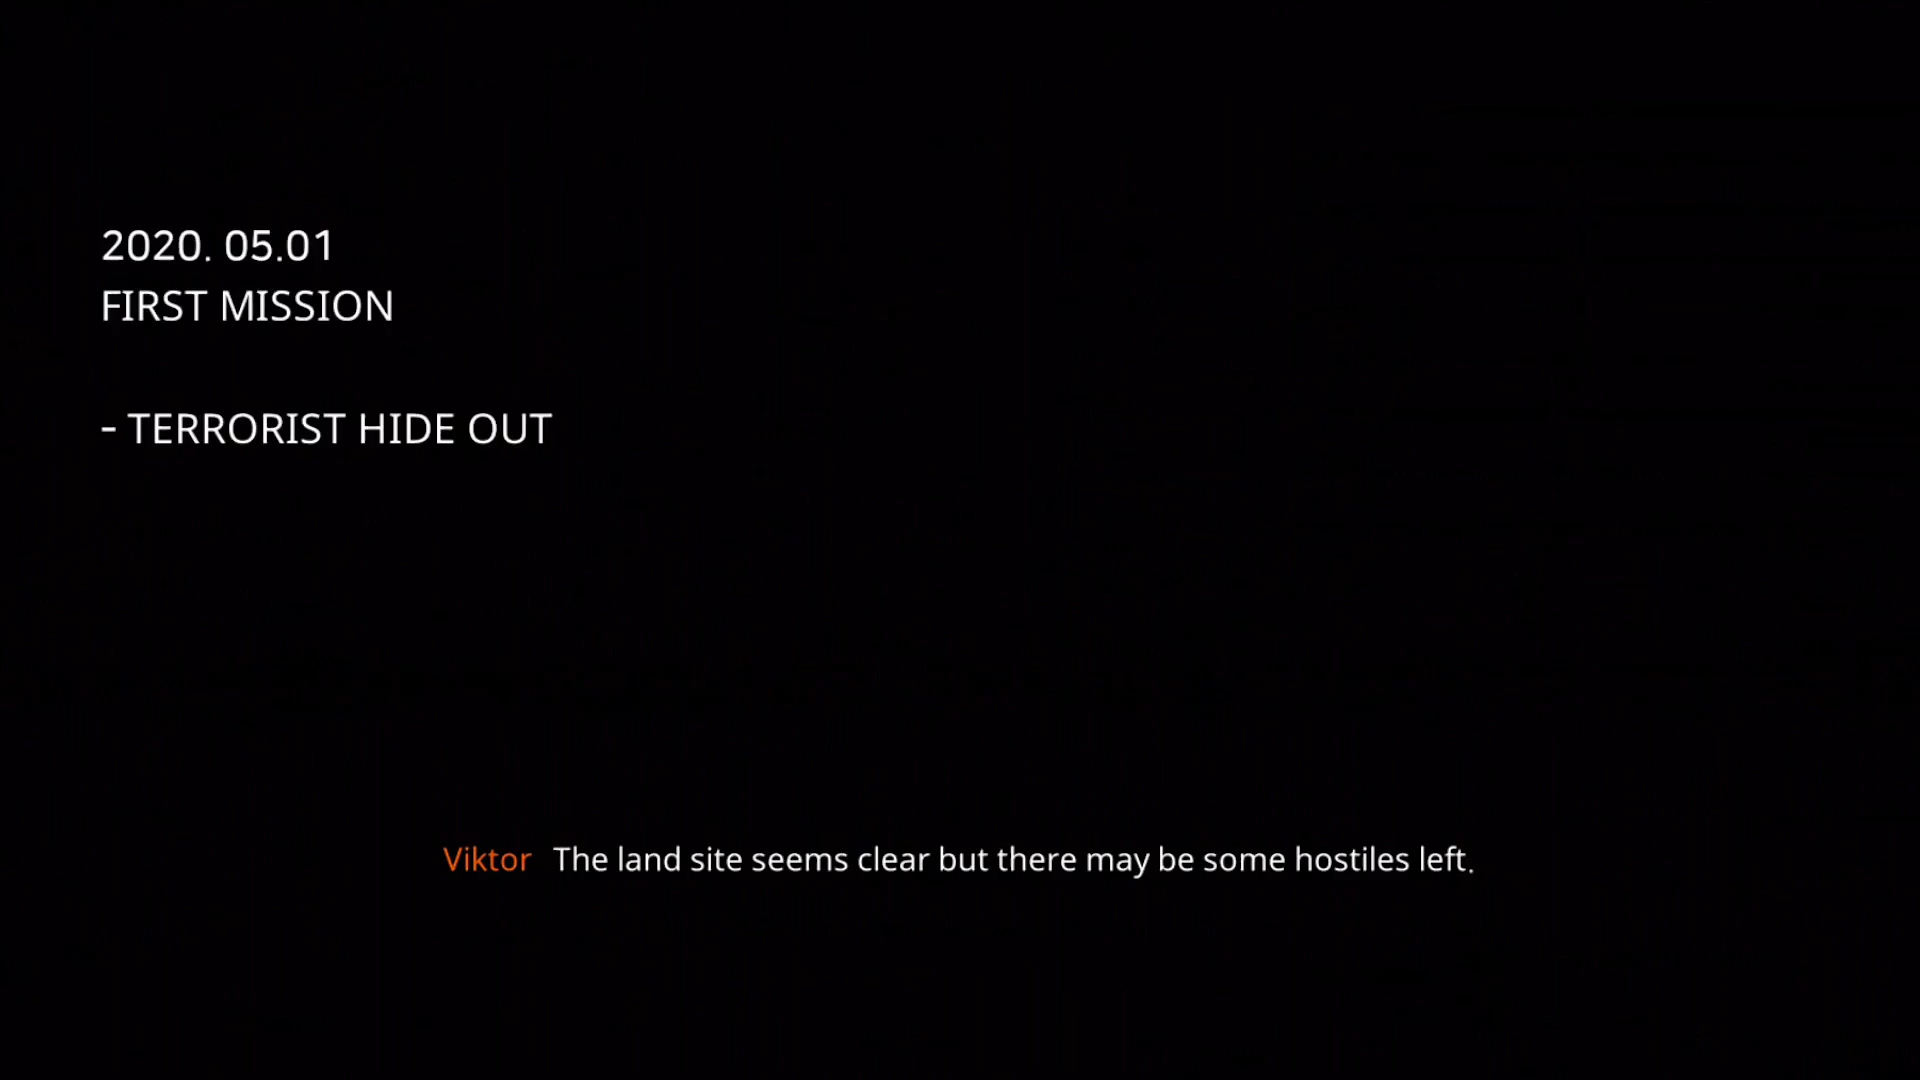 2020. 05.01
FIRST MISSION
- TERRORIST HIDE OUT
Viktor The land site seems clear but there may be some hostiles left.